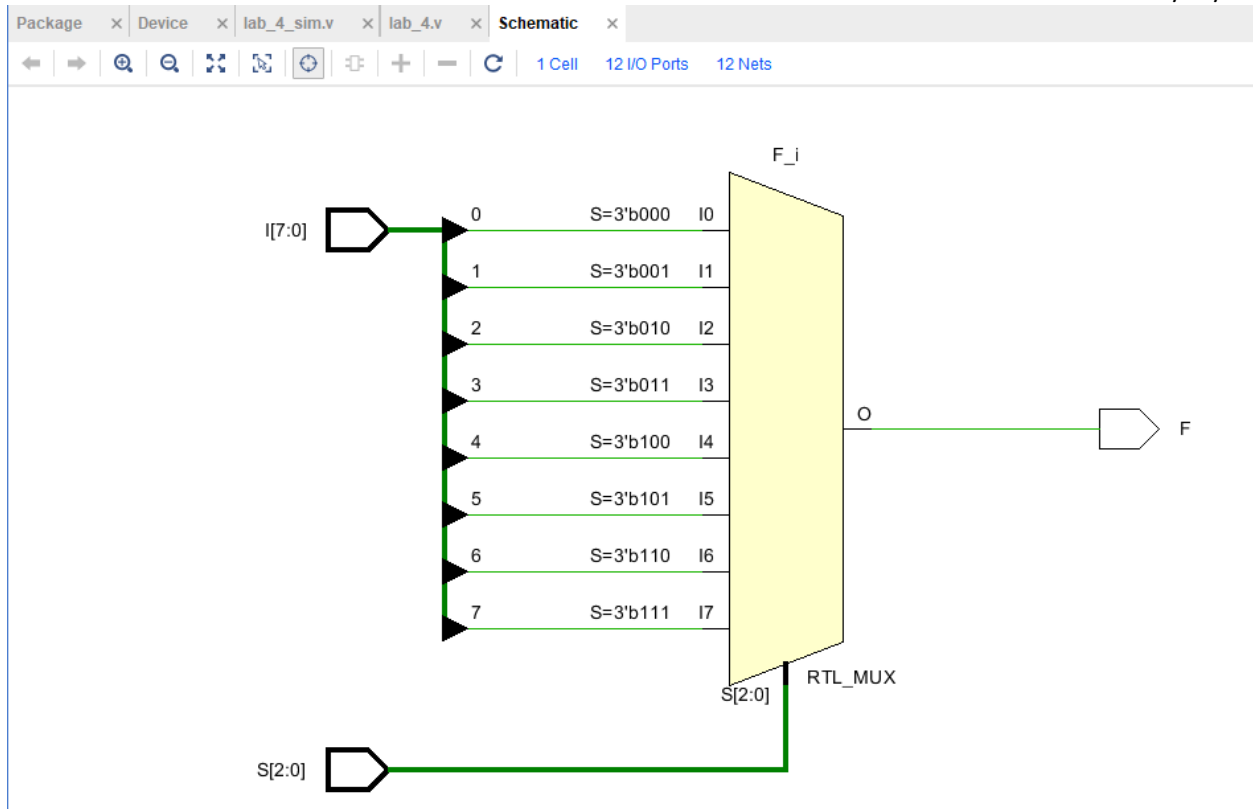 Package × Device × lab_4_sim.v × lab_4.v × Schematic ×
1 Cell 12 I/O Ports 12 Nets
F_i
I[7:0]
0 S=3'b000 I0
1 S=3'b001 I1
2 S=3'b010 I2
3 S=3'b011 I3
4 S=3'b100 I4
5 S=3'b101 I5
6 S=3'b110 I6
7 S=3'b111 I7
O
F
RTL_MUX
S[2:0]
S[2:0]